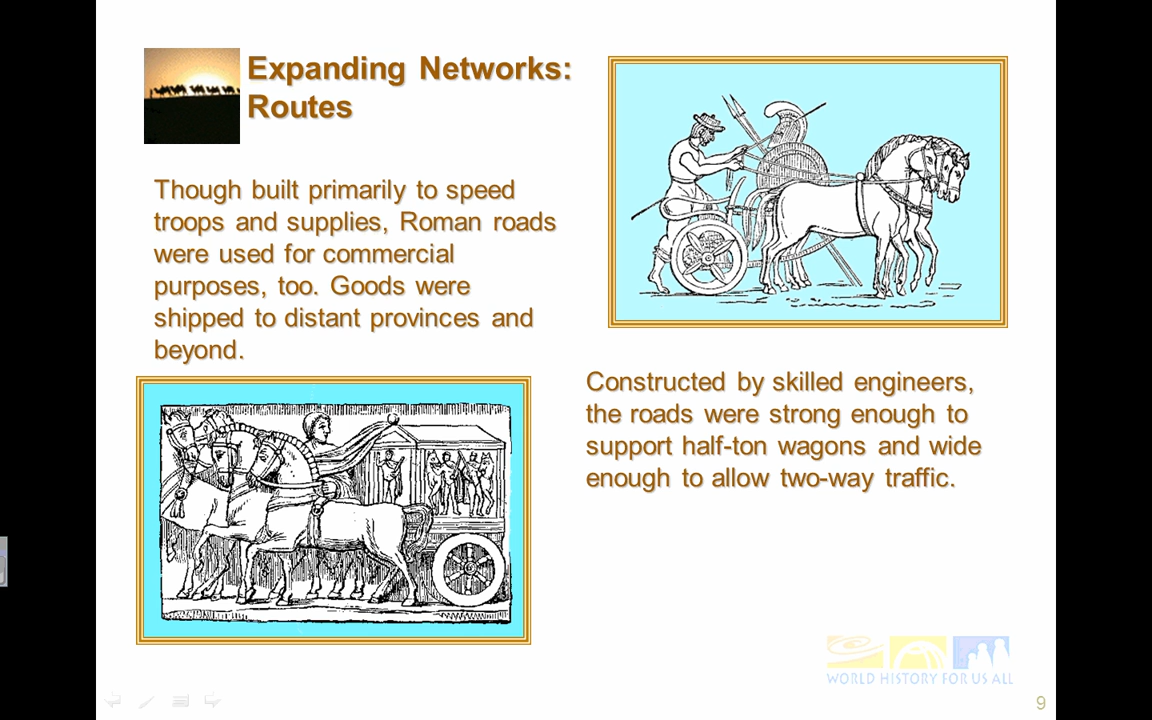 Expanding Networks:
Routes
Though built primarily to speed
troops and supplies, Roman roads
were used for commercial
purposes, too. Goods were
shipped to distant provinces and
beyond.
Constructed by skilled engineers,
the roads were strong enough to
support half-ton wagons and wide
enough to allow two-way traffic.
WORLD HISTORY FOR US ALL
9